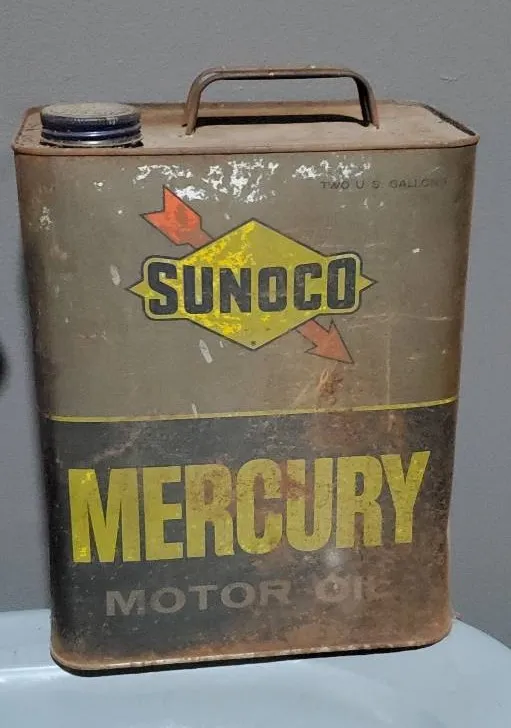 TWO U.S. GALLONS
SUNOCO
MERCURY
MOTOR OIL